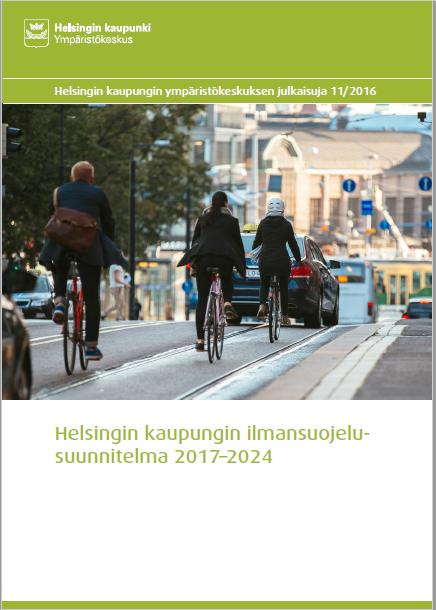 Helsingin kaupunki
Ympäristökeskus
Helsingin kaupungin ympäristökeskuksen julkaisuja 11/2016
Helsingin kaupungin ilmansuojelu-
suunnitelma 2017–2024